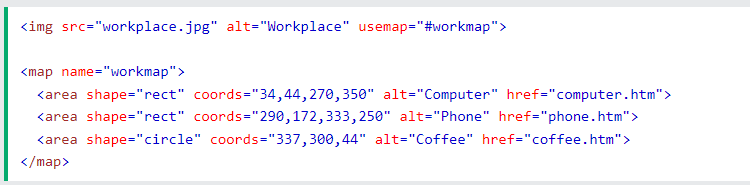 <img src="workplace.jpg" alt="Workplace" usemap="#workmap">
<map name="workmap">
<area shape="rect" coords="34,44,270,350" alt="Computer" href="computer.htm">
<area shape="rect" coords="290,172,333,250" alt="Phone" href="phone.htm">
<area shape="circle" coords="337,300,44" alt="Coffee" href="coffee.htm">
</map>